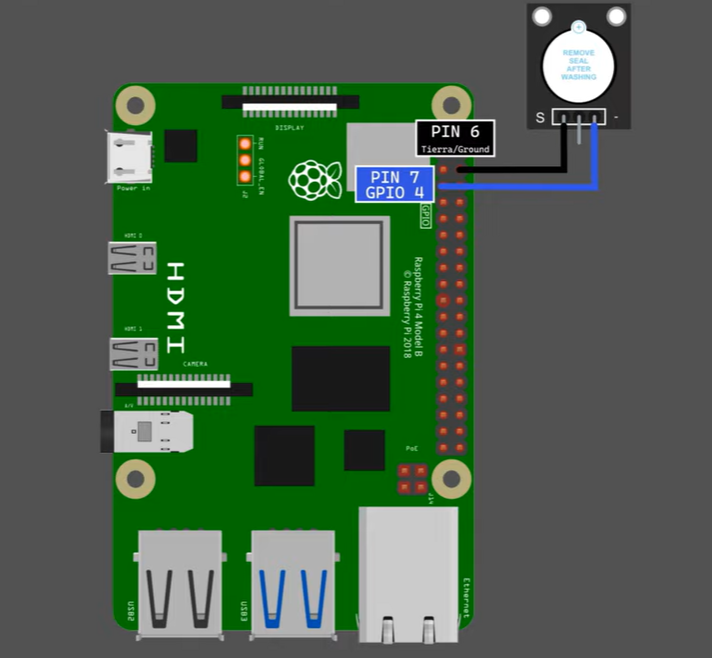 REMOVE
SEAL
AFTER
WASHING
S
-
PIN 6
Tierra/Ground
PIN 7
GPIO 4
GPIO
DISPLAY
RUN
GLOBAL_EN
J2
Power in
HDMI 2
HDMI
HDMI 1
CAMERA
A/V
Raspberry Pi 4 Model B
© Raspberry Pi 2018
PoE
J14
USB2
USB3
Ethernet